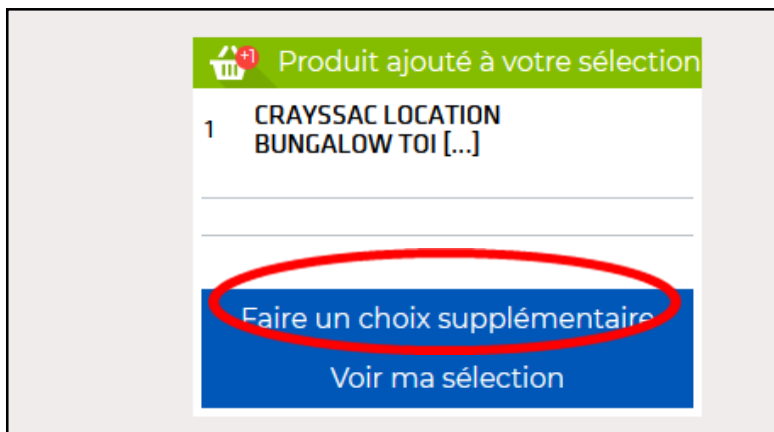 +1 Produit ajouté à votre sélection
1 CRAYSSAC LOCATION
BUNGALOW TOI [...]
Faire un choix supplémentaire
Voir ma sélection